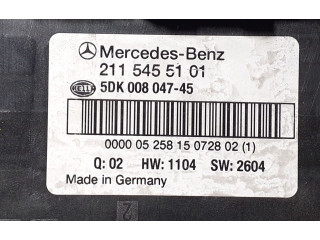 Mercedes-Benz
211 545 51 01
HELLA 5DK 008 047-45
0000 05 258 15 0728 02 (1)
Q: 02 HW: 1104 SW: 2604
Made in Germany